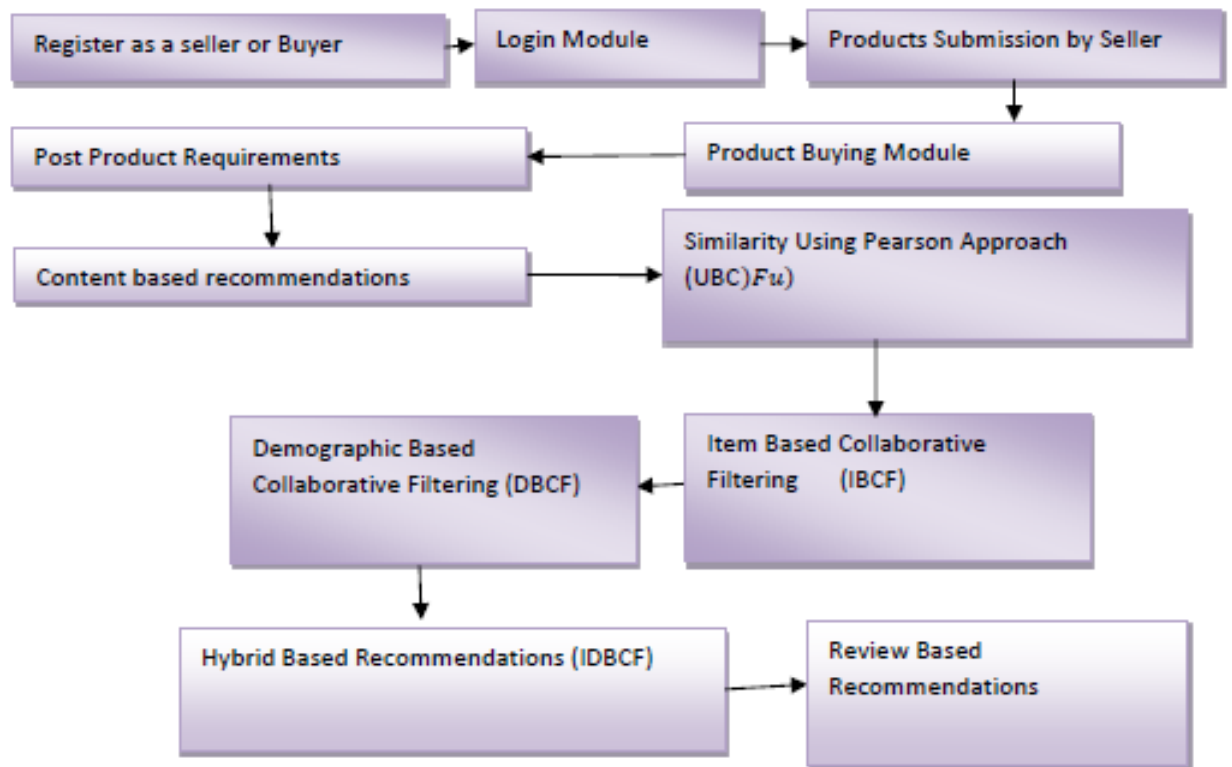 Register as a seller or Buyer
Login Module
Products Submission by Seller
Product Buying Module
Post Product Requirements
Content based recommendations
Similarity Using Pearson Approach
(UBC)Fu)
Item Based Collaborative
Filtering (IBCF)
Demographic Based
Collaborative Filtering (DBCF)
Hybrid Based Recommendations (IDBCF)
Review Based
Recommendations